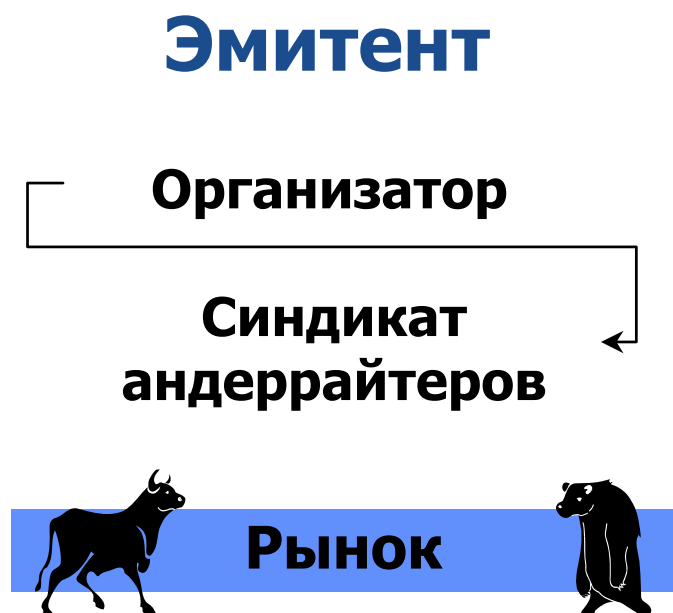 Эмитент
Организатор
Синдикат
андеррайтеров
Рынок